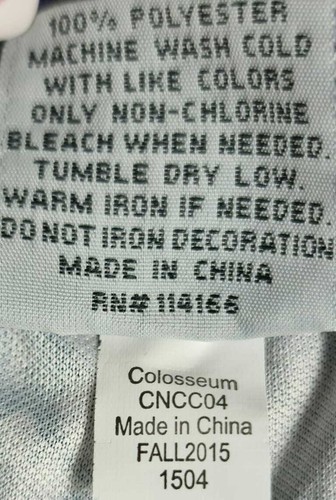 100% POLYESTER
MACHINE WASH COLD
WITH LIKE COLORS
ONLY NON-CHLORINE
BLEACH WHEN NEEDED.
TUMBLE DRY LOW.
WARM IRON IF NEEDED.
DO NOT IRON DECORATION
MADE IN CHINA
RN# 114166
Colosseum
CNCC04
Made in China
FALL2015
1504